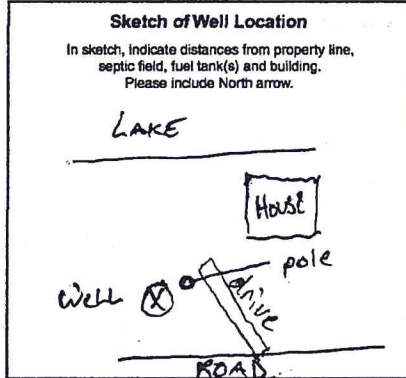 Sketch of Well Location
In sketch, indicate distances from property line,
septic field, fuel tank(s) and building.
Please include North arrow.
LAKE
HOUSE
pole
drive
Well X
ROAD